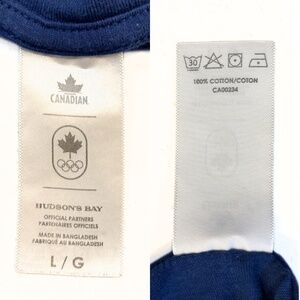 CANADIAN
HUDSON'S BAY
OFFICIAL PARTNERS
PARTENAIRES OFFICIELS
MADE IN BANGLADESH
FABRIQUÉ AU BANGLADESH
L / G
30
100% COTTON/COTON
CA00234